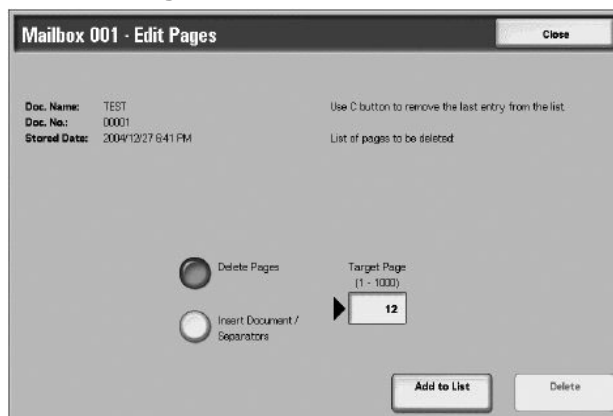 Mailbox 001 - Edit Pages
Close
Doc. Name: TEST
Doc. No.: 00001
Stored Date: 2004/12/27 6:41 PM
Use C button to remove the last entry from the list.
List of pages to be deleted:
Delete Pages
Insert Document /
Separators
Target Page
(1 - 1000)
12
Add to List
Delete